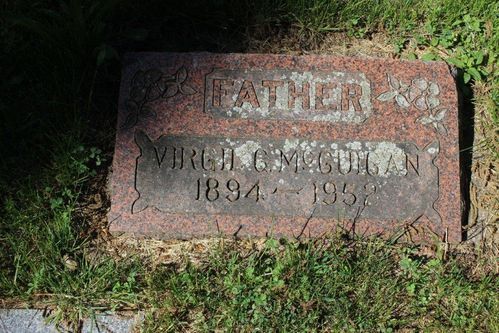 FATHER
VIRGIL G. McGUIGAN
1894 — 1952